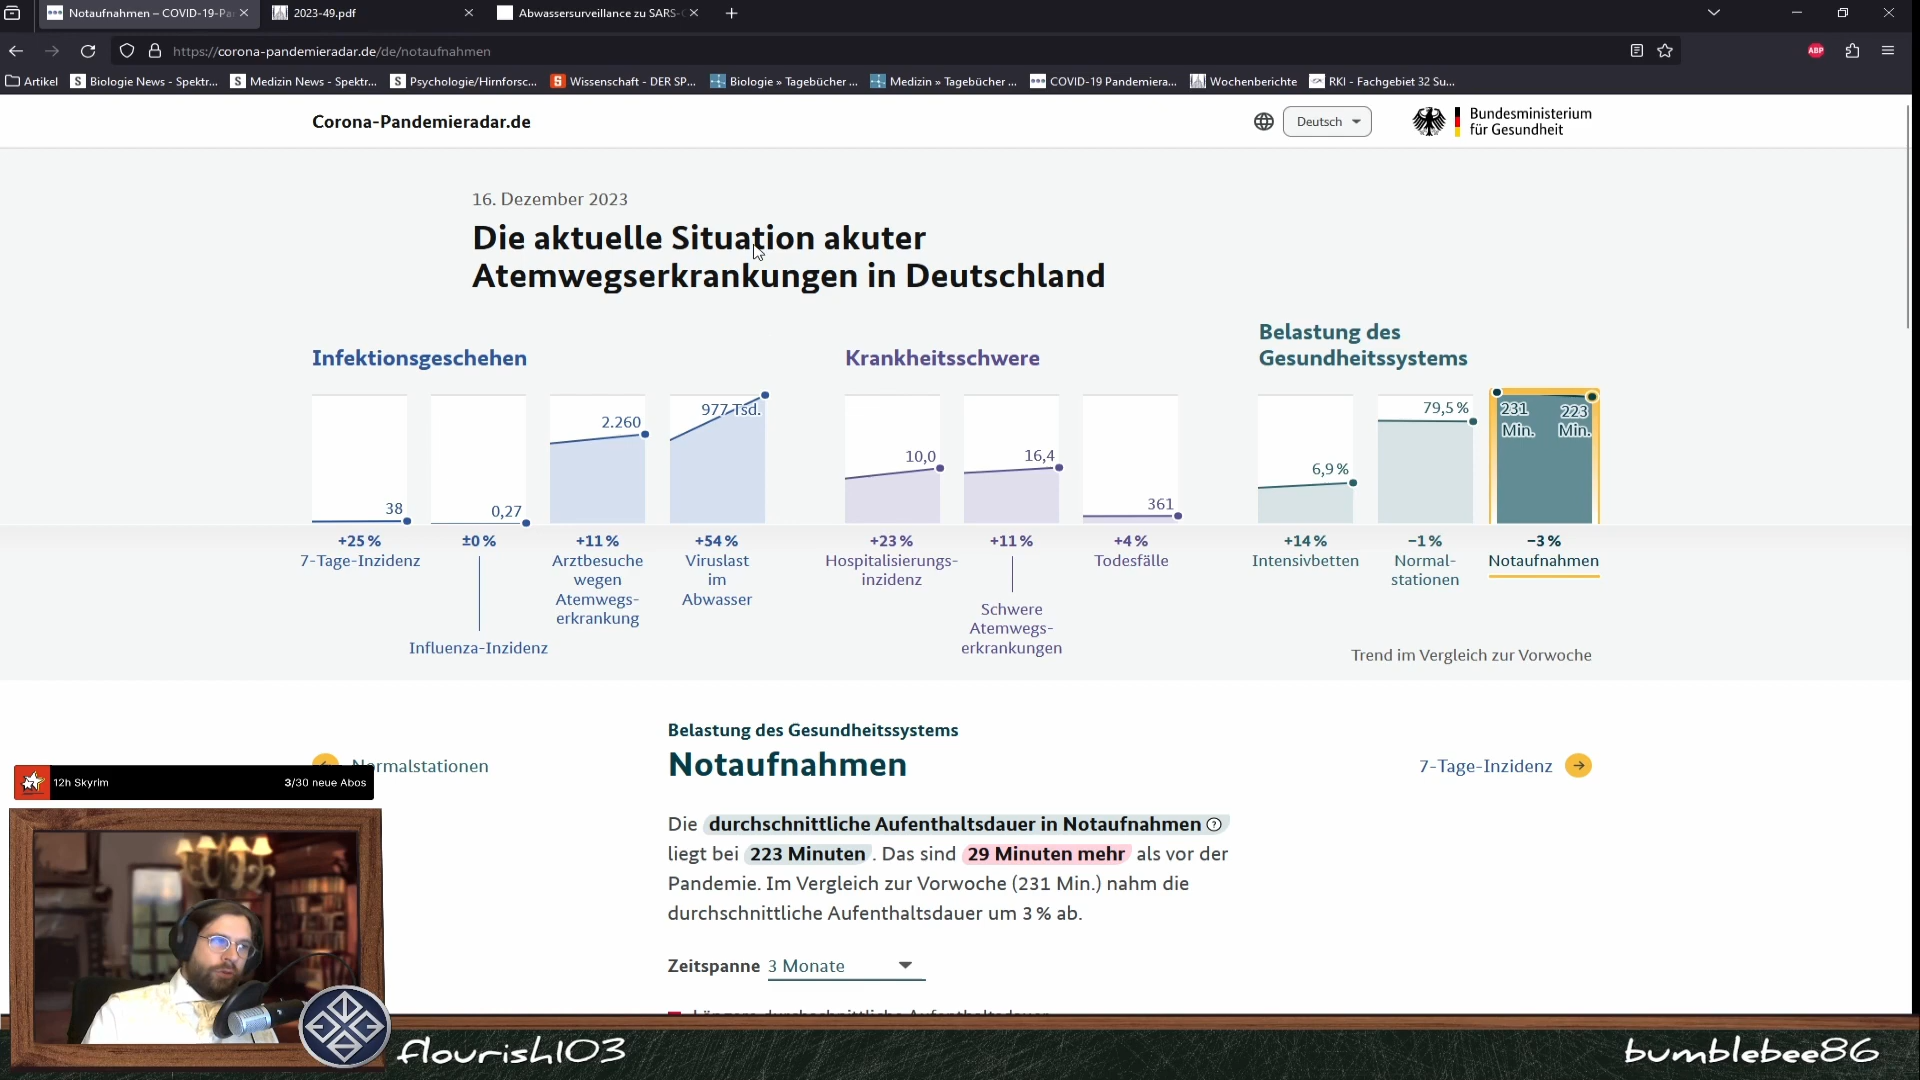 Notaufnahmen – COVID-19-Pa
2023-49.pdf
Abwassersurveillance zu SARS-C
https://corona-pandemieradar.de/de/notaufnahmen
ABP
Artikel
Biologie News - Spektr...
Medizin News - Spektr...
Psychologie/Hirnforsc...
Wissenschaft - DER SP...
Biologie » Tagebücher ...
Medizin » Tagebücher ...
COVID-19 Pandemiera...
Wochenberichte
RKI - Fachgebiet 32 Su...
Corona-Pandemieradar.de
Deutsch
Bundesministerium
für Gesundheit
16. Dezember 2023
Die aktuelle Situation akuter
Atemwegserkrankungen in Deutschland
Infektionsgeschehen
38
+25 %
7-Tage-Inzidenz
0,27
±0 %
Influenza-Inzidenz
2.260
+11 %
Arztbesuche
wegen
Atemwegs-
erkrankung
977 Tsd.
+54 %
Viruslast
im
Abwasser
Krankheitsschwere
10,0
+23 %
Hospitalisierungs-
inzidenz
16,4
+11 %
Schwere
Atemwegs-
erkrankungen
361
+4 %
Todesfälle
Belastung des
Gesundheitssystems
6,9 %
+14 %
Intensivbetten
79,5 %
−1 %
Normal-
stationen
231
Min.
223
Min.
−3 %
Notaufnahmen
Trend im Vergleich zur Vorwoche
Belastung des Gesundheitssystems
Notaufnahmen
Normalstationen
7-Tage-Inzidenz
Die durchschnittliche Aufenthaltsdauer in Notaufnahmen ?
liegt bei 223 Minuten. Das sind 29 Minuten mehr als vor der
Pandemie. Im Vergleich zur Vorwoche (231 Min.) nahm die
durchschnittliche Aufenthaltsdauer um 3 % ab.
Zeitspanne 3 Monate
Längere durchschnittliche Aufenthaltsdauer
12h Skyrim
3/30 neue Abos
flourish103
bumblebee86